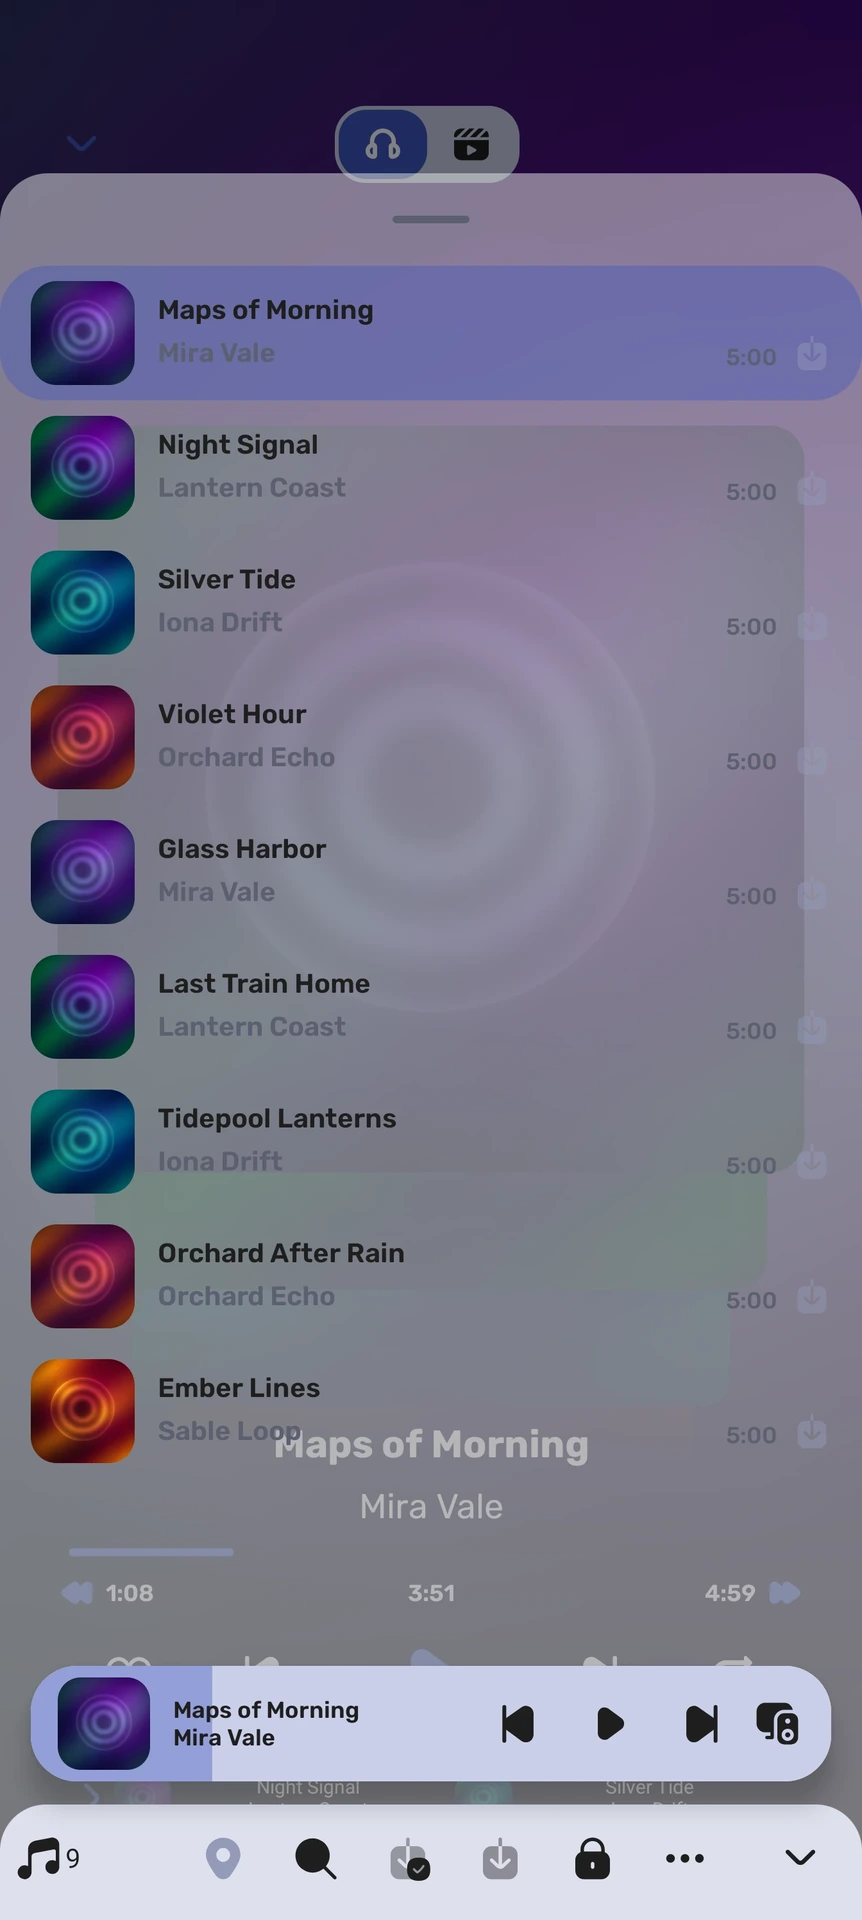 Maps of Morning
Mira Vale
5:00
Night Signal
Lantern Coast
5:00
Silver Tide
Iona Drift
5:00
Violet Hour
Orchard Echo
5:00
Glass Harbor
Mira Vale
5:00
Last Train Home
Lantern Coast
5:00
Tidepool Lanterns
Iona Drift
5:00
Orchard After Rain
Orchard Echo
5:00
Ember Lines
Sable Loop
5:00
Maps of Morning
Mira Vale
1:08 3:51 4:59
Maps of Morning
Mira Vale
Night Signal Silver Tide
9